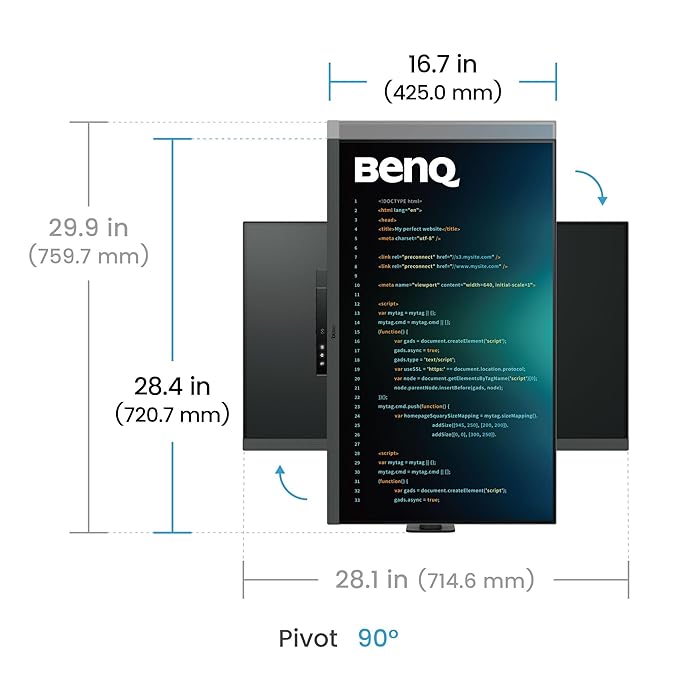 16.7 in
(425.0 mm)
BenQ
29.9 in
(759.7 mm)
28.4 in
(720.7 mm)
1 <!DOCTYPE html>
2 <html lang="en">
3 <head>
4 <title>My perfect website</title>
5 <meta charset="utf-8" />
6
7 <link rel="preconnect" href="//s3.mysite.com" />
8 <link rel="preconnect" href="//www.mysite.com" />
9
10 <meta name="viewport" content="width=640, initial-scale=1">
11
12 <script>
13 var mytag = mytag || {};
14 mytag.cmd = mytag.cmd || [];
15 (function() {
16 var gads = document.createElement('script');
17 gads.async = true;
18 gads.type = 'text/script';
19 var useSSL = 'https:' == document.location.protocol;
20 var node = document.getElementsByTagName("script")[0];
21 node.parentNode.insertBefore(gads, node);
22 })();
23 mytag.cmd.push(function() {
24 var homepageSquarySizeMapping = mytag.sizeMapping().
25 addSize([945, 250], [200, 200]).
26 addSize([0, 0], [300, 250]).
27
28 <script>
29 var mytag = mytag || {};
30 mytag.cmd = mytag.cmd || [];
31 (function() {
32 var gads = document.createElement('script');
33 gads.async = true;
28.1 in (714.6 mm)
Pivot 90°